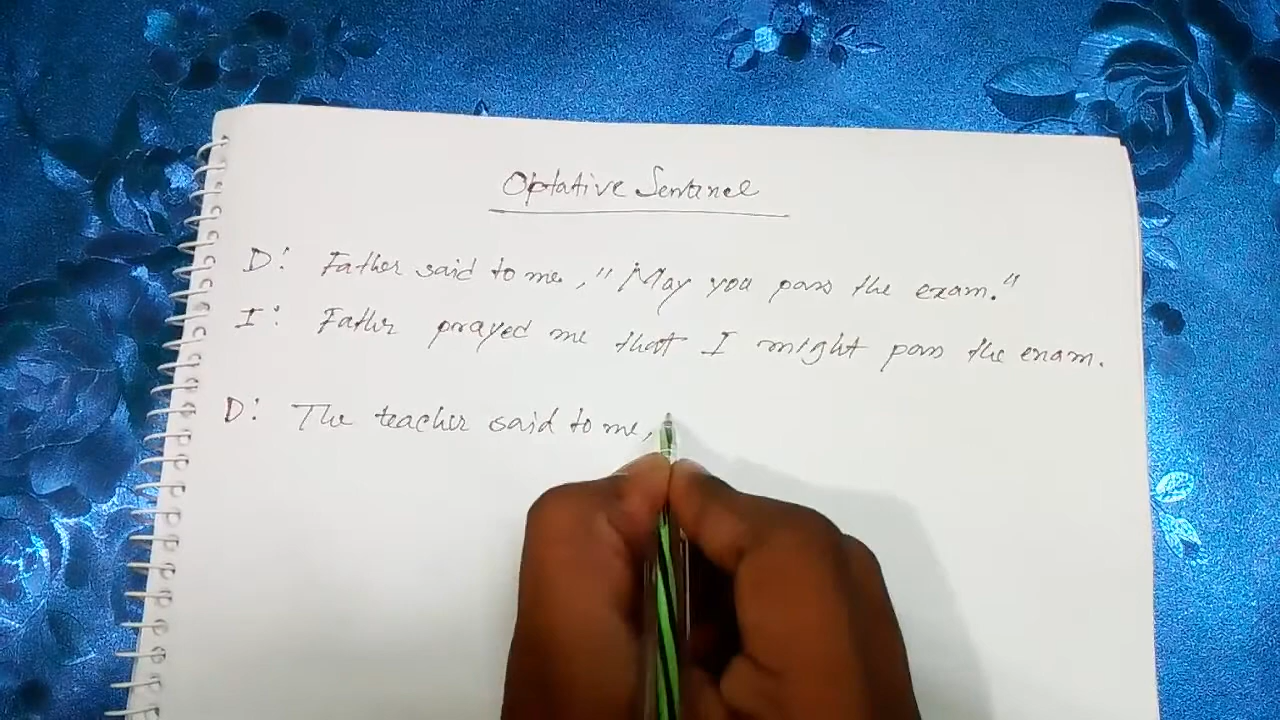 Optative Sentence
D: Father said to me, "May you pass the exam."
I: Father prayed me that I might pass the exam.
D: The teacher said to me,